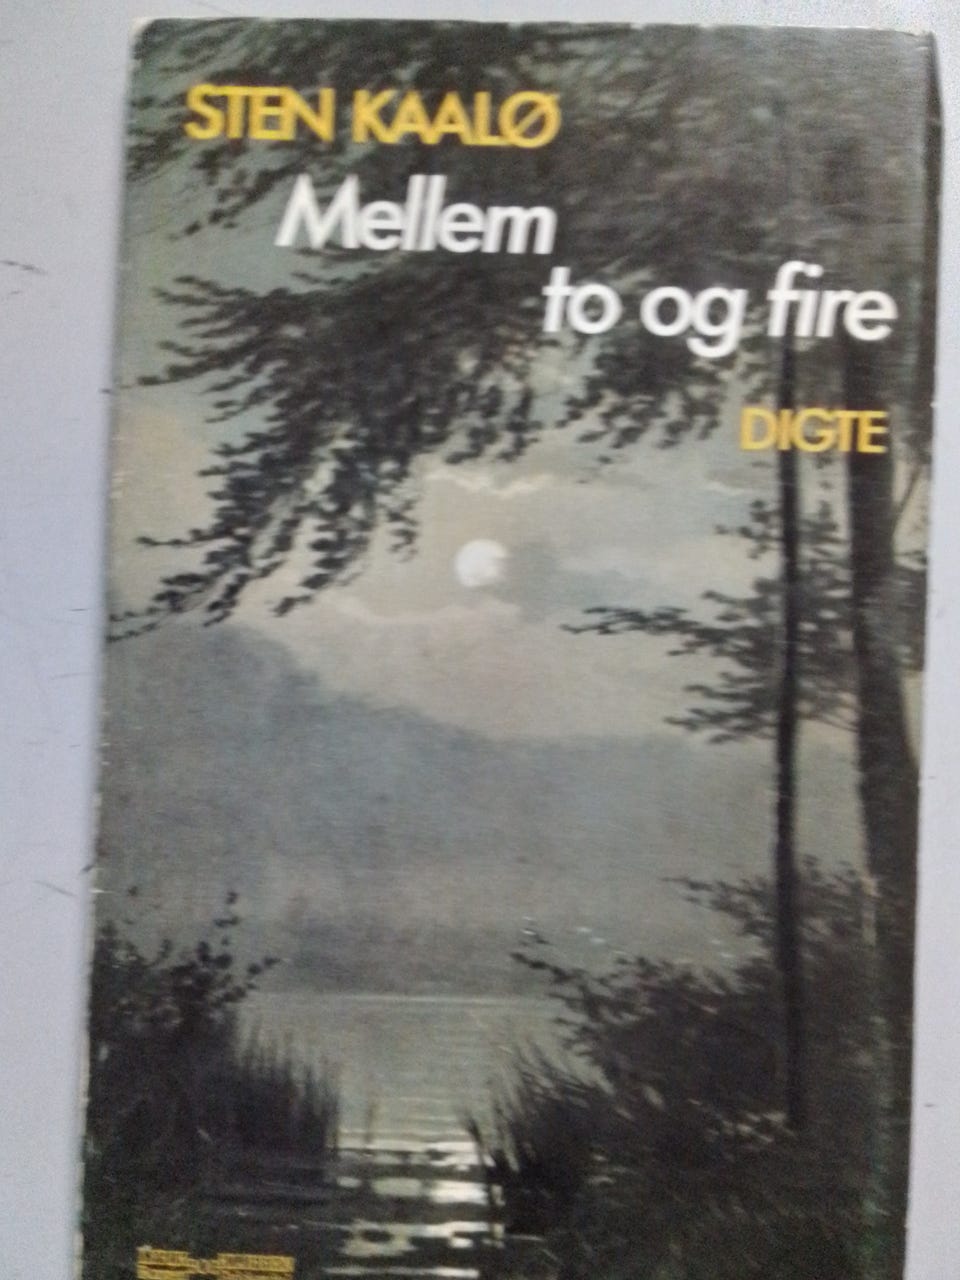 STEN KAALØ
Mellem
to og fire
DIGTE